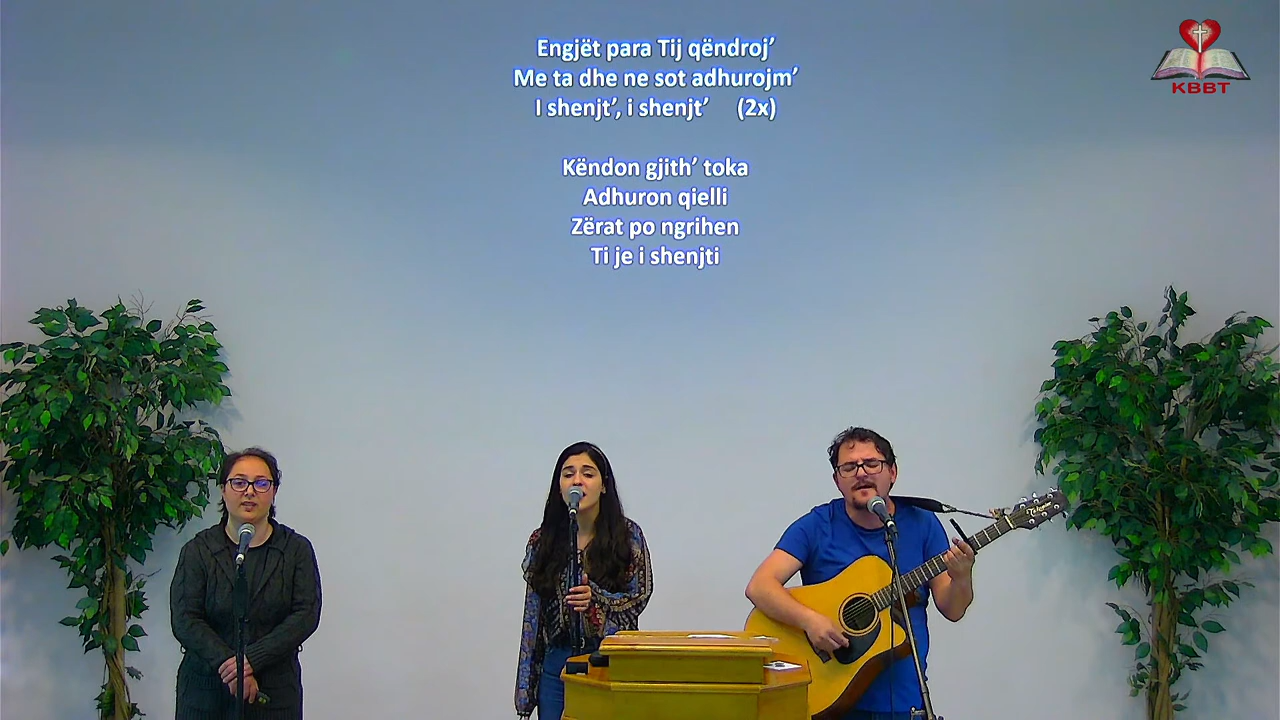 Engjët para Tij qëndroj’
Me ta dhe ne sot adhurojm’
I shenjt’, i shenjt’ (2x)
Këndon gjith’ toka
Adhuron qielli
Zërat po ngrihen
Ti je i shenjti
KBBT
Takamine